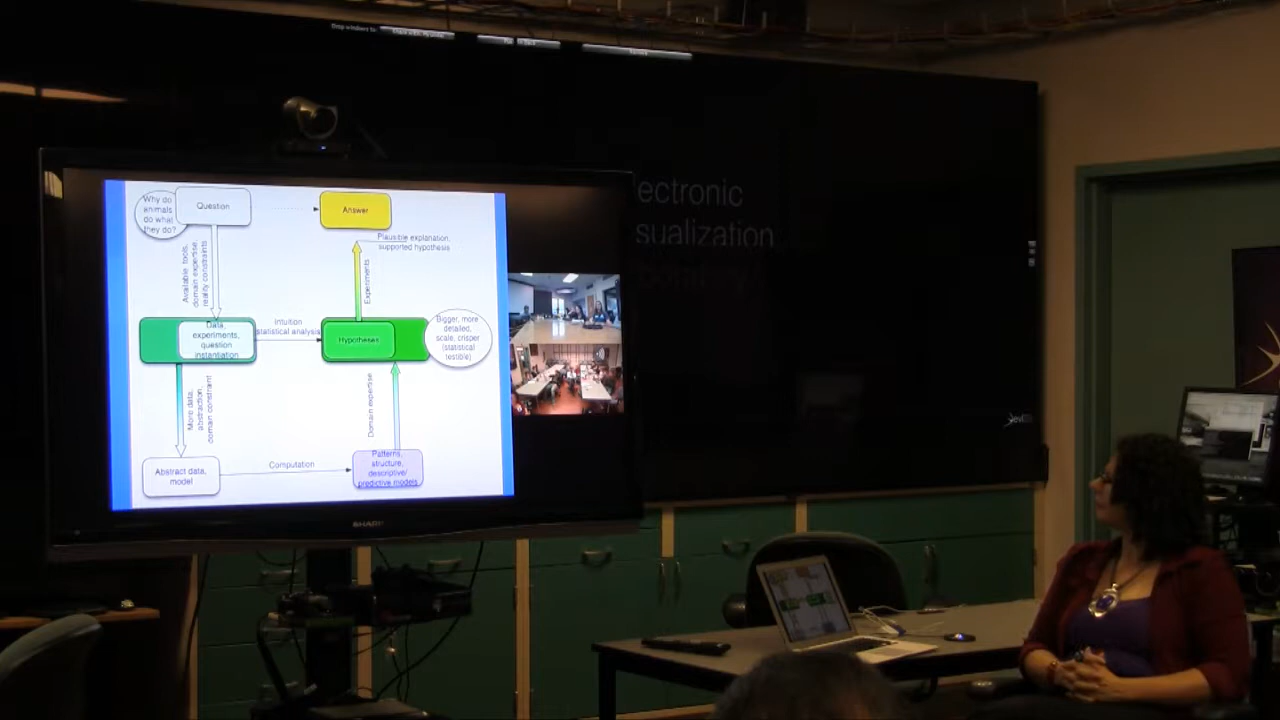 Why do
animals
do what
they do?
Question
Answer
Available tools,
domain expertise,
reality constraints
Plausible explanation,
supported hypothesis
Experiments
Data,
experiments,
question
instantiation
Intuition
statistical analysis
Hypotheses
Bigger, more
detailed,
scale, crisper
(statistical
testible)
More data,
abstraction,
domain constraint
Domain expertise
Abstract data,
model
Computation
Patterns,
structure,
descriptive/
predictive models
SHARP
ectronic
sualization